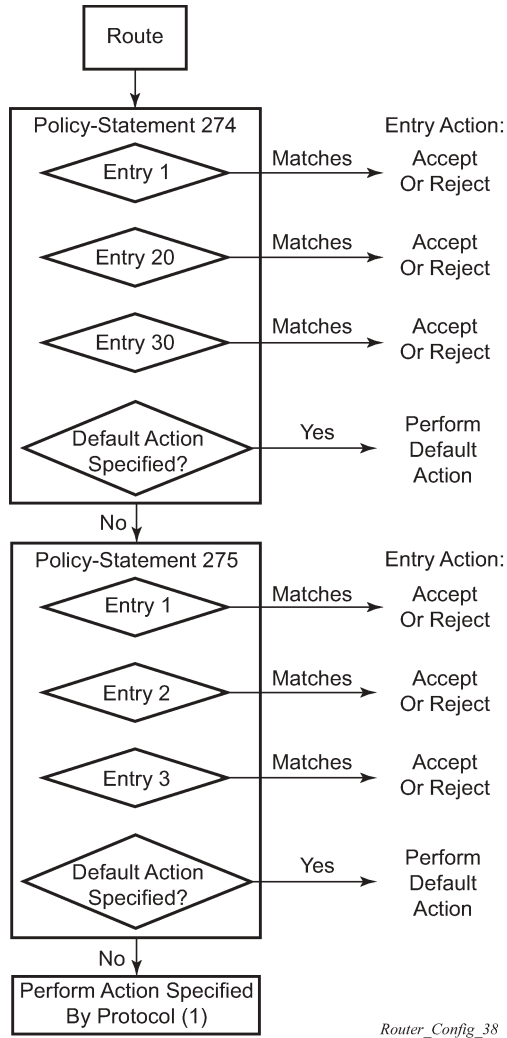 Route
Policy-Statement 274
Entry Action:
Entry 1
Matches
Accept
Or Reject
Entry 20
Matches
Accept
Or Reject
Entry 30
Matches
Accept
Or Reject
Default Action
Specified?
Yes
Perform
Default
Action
No
Policy-Statement 275
Entry Action:
Entry 1
Matches
Accept
Or Reject
Entry 2
Matches
Accept
Or Reject
Entry 3
Matches
Accept
Or Reject
Default Action
Specified?
Yes
Perform
Default
Action
No
Perform Action Specified
By Protocol (1)
Router_Config_38